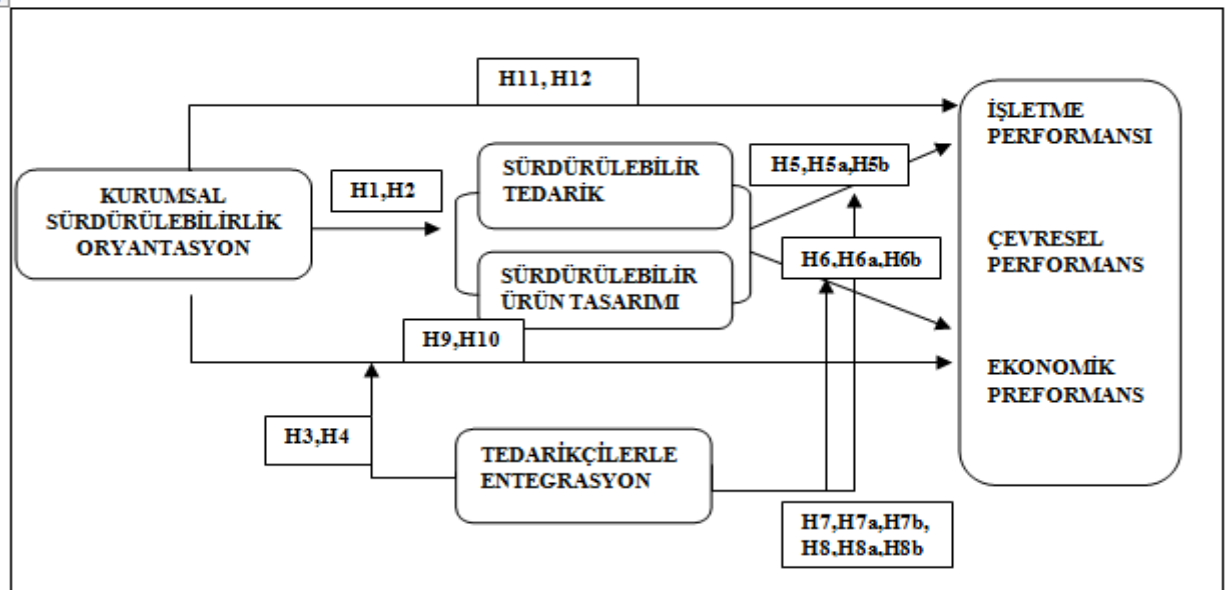 H11, H12
İŞLETME
PERFORMANSI
ÇEVRESEL
PERFORMANS
EKONOMİK
PREFORMANS
KURUMSAL
SÜRDÜRÜLEBİLİRLİK
ORYANTASYON
H1,H2
SÜRDÜRÜLEBİLİR
TEDARİK
SÜRDÜRÜLEBİLİR
ÜRÜN TASARIMI
H5,H5a,H5b
H6,H6a,H6b
H9,H10
H3,H4
TEDARİKÇİLERLE
ENTEGRASYON
H7,H7a,H7b,
H8,H8a,H8b